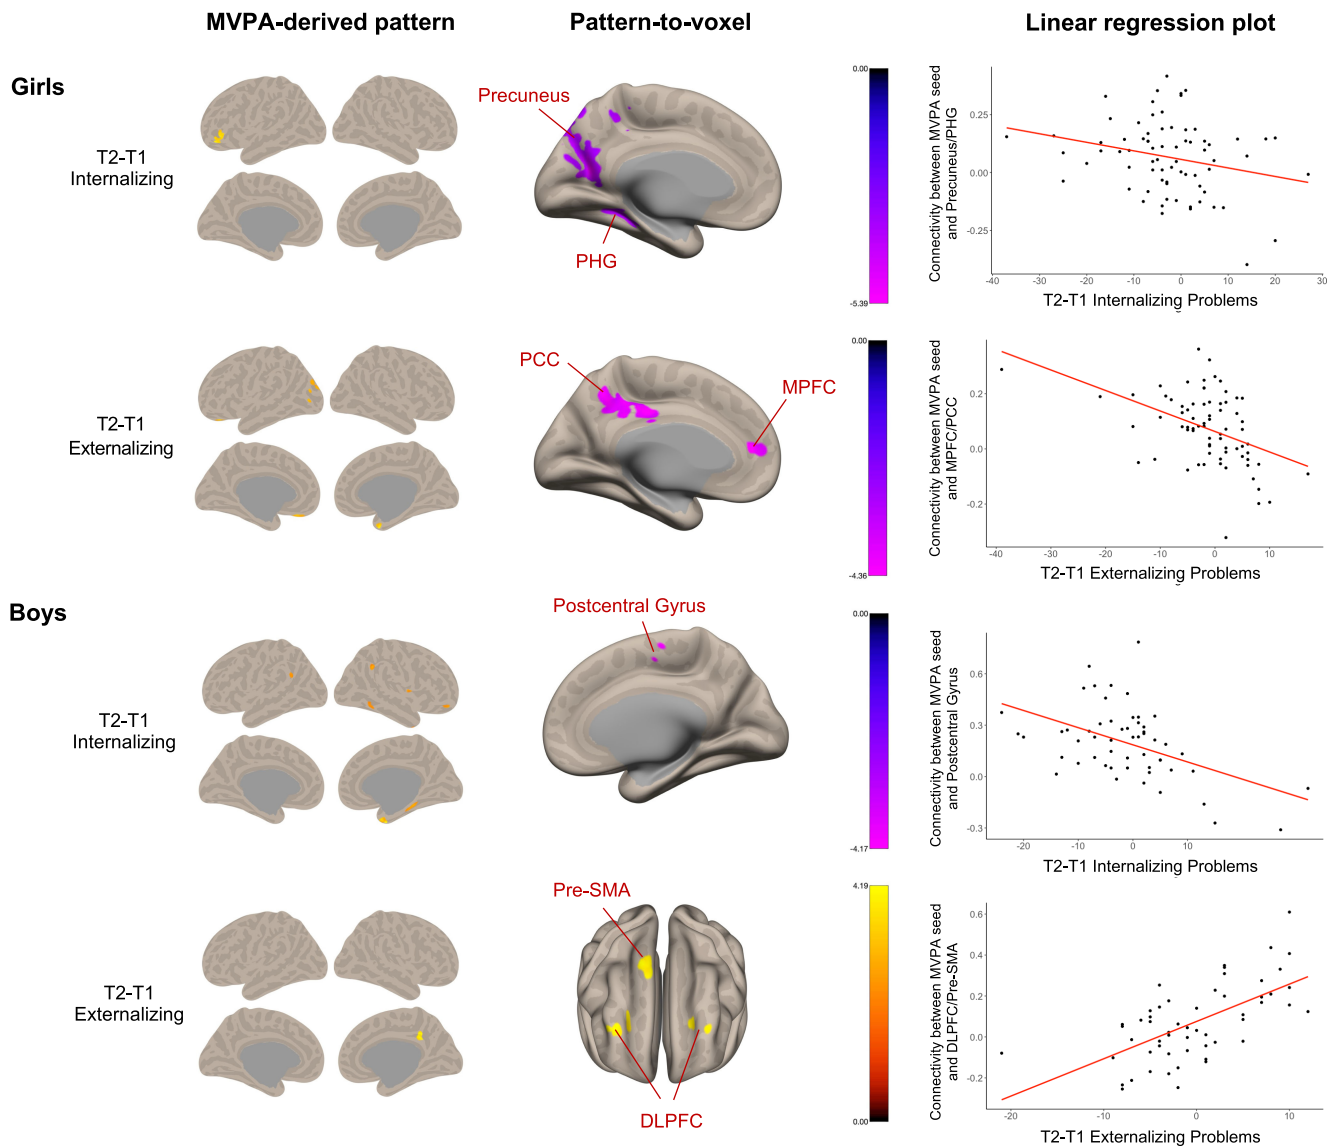 MVPA-derived pattern
Pattern-to-voxel
Linear regression plot
Girls
T2-T1
Internalizing
Precuneus
PHG
0.00
-5.39
Connectivity between MVPA seed
and Precuneus/PHG
0.25
0.00
-0.25
-40 -30 -20 -10 0 10 20 30
T2-T1 Internalizing Problems
T2-T1
Externalizing
PCC
MPFC
0.00
-4.36
Connectivity between MVPA seed
and MPFC/PCC
0.2
0.0
-0.2
-40 -30 -20 -10 0 10
T2-T1 Externalizing Problems
Boys
T2-T1
Internalizing
Postcentral Gyrus
0.00
-4.17
Connectivity between MVPA seed
and Postcentral Gyrus
0.6
0.3
0.0
-0.3
-20 -10 0 10
T2-T1 Internalizing Problems
T2-T1
Externalizing
Pre-SMA
DLPFC
4.19
0.00
Connectivity between MVPA seed
and DLPFC/Pre-SMA
0.6
0.4
0.2
0.0
-0.2
-20 -10 0 10
T2-T1 Externalizing Problems